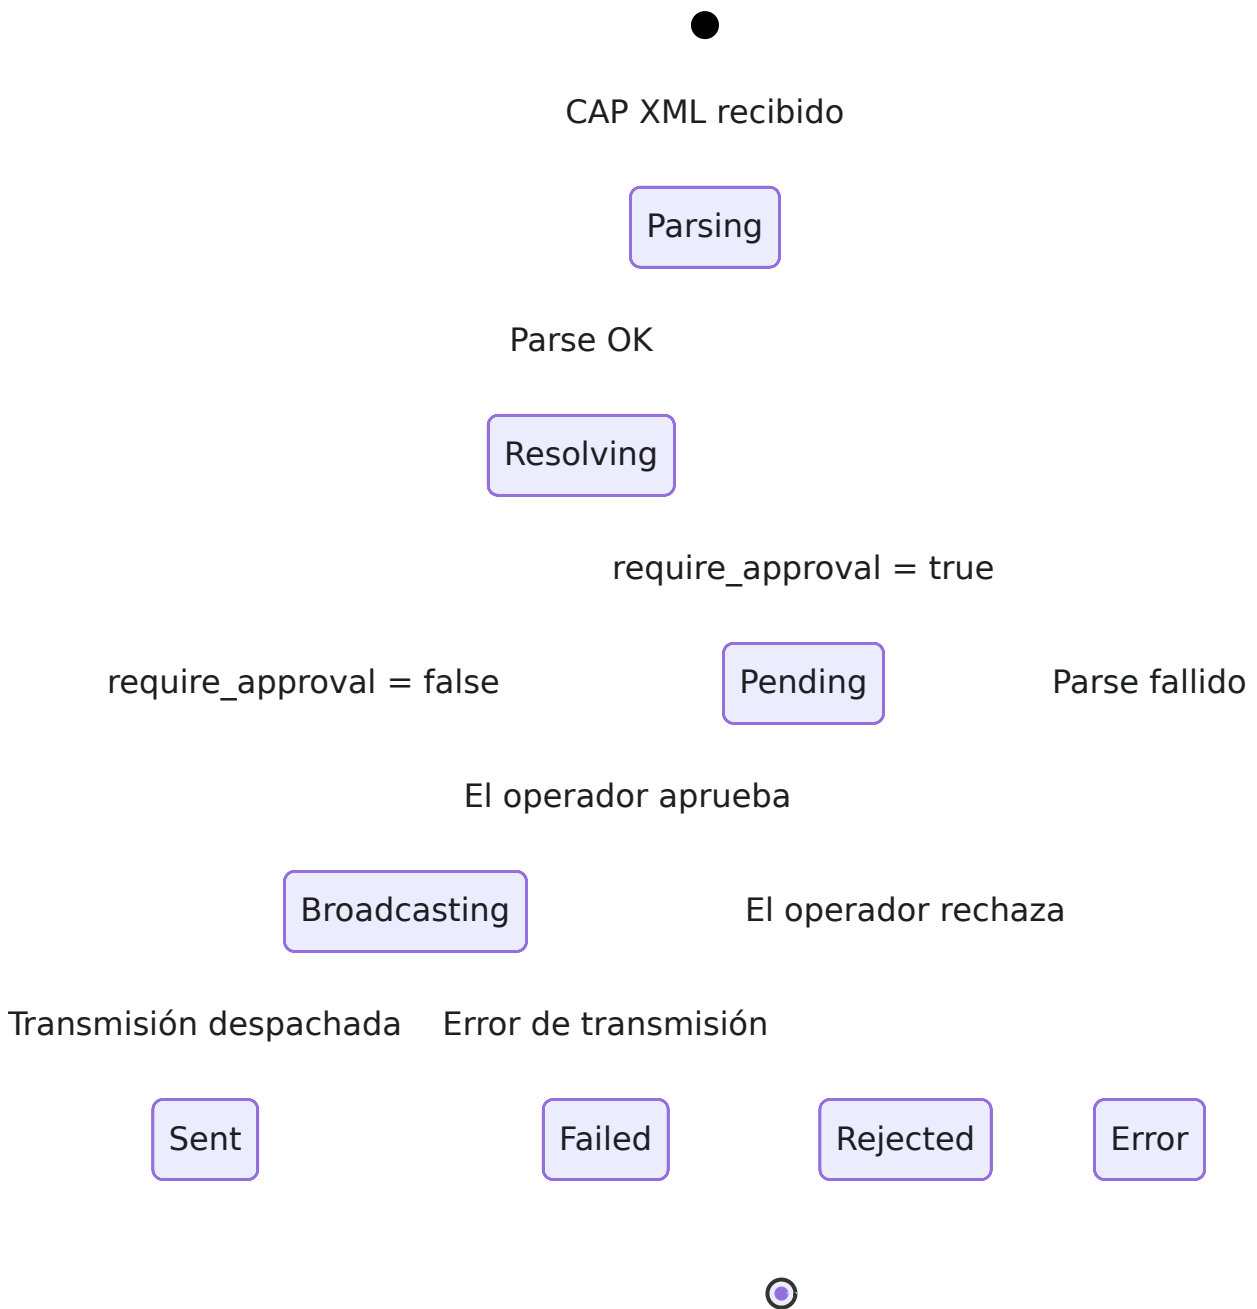 CAP XML recibido
Parsing
Parse OK
Resolving
require_approval = true
require_approval = false
Pending
Parse fallido
El operador aprueba
Broadcasting
El operador rechaza
Transmisión despachada
Error de transmisión
Sent
Failed
Rejected
Error